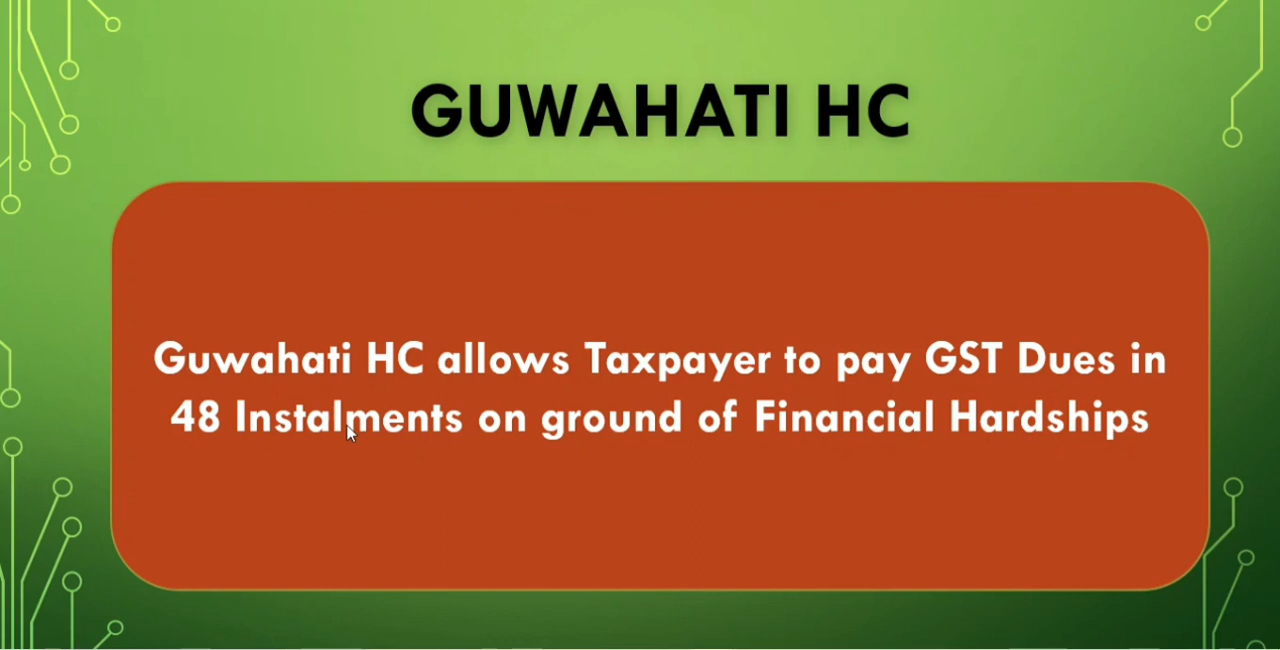 GUWAHATI HC
Guwahati HC allows Taxpayer to pay GST Dues in
48 Instalments on ground of Financial Hardships